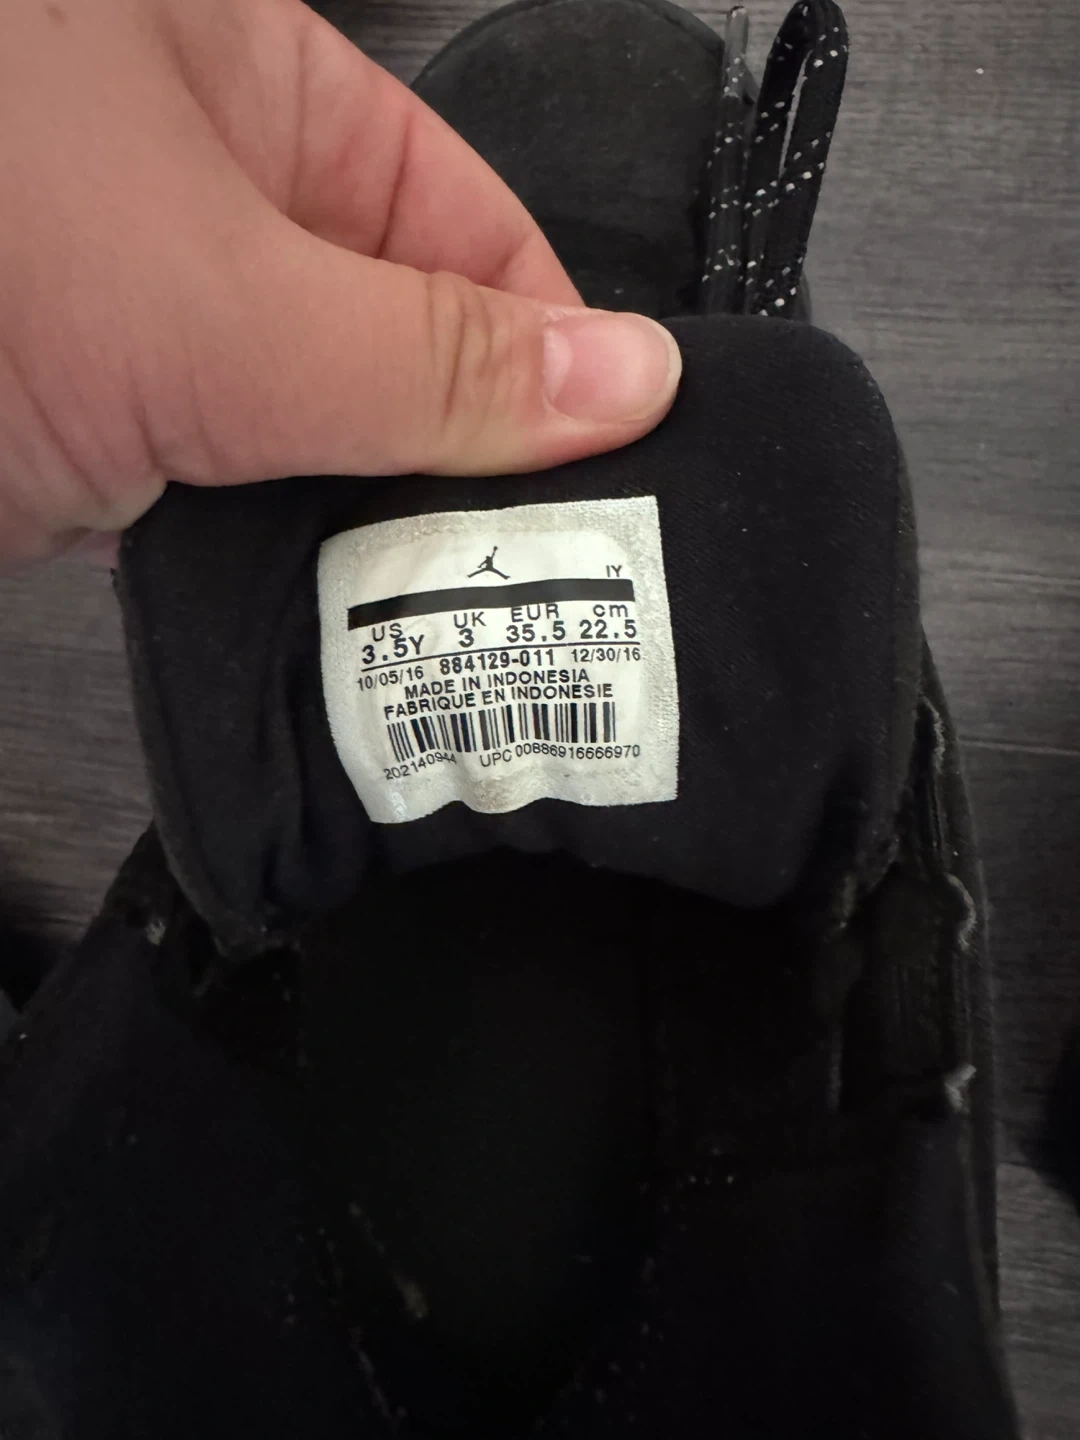 IY
US UK EUR cm
3.5Y 3 35.5 22.5
10/05/16 884129-011 12/30/16
MADE IN INDONESIA
FABRIQUE EN INDONESIE
202140944 UPC 00886916666970